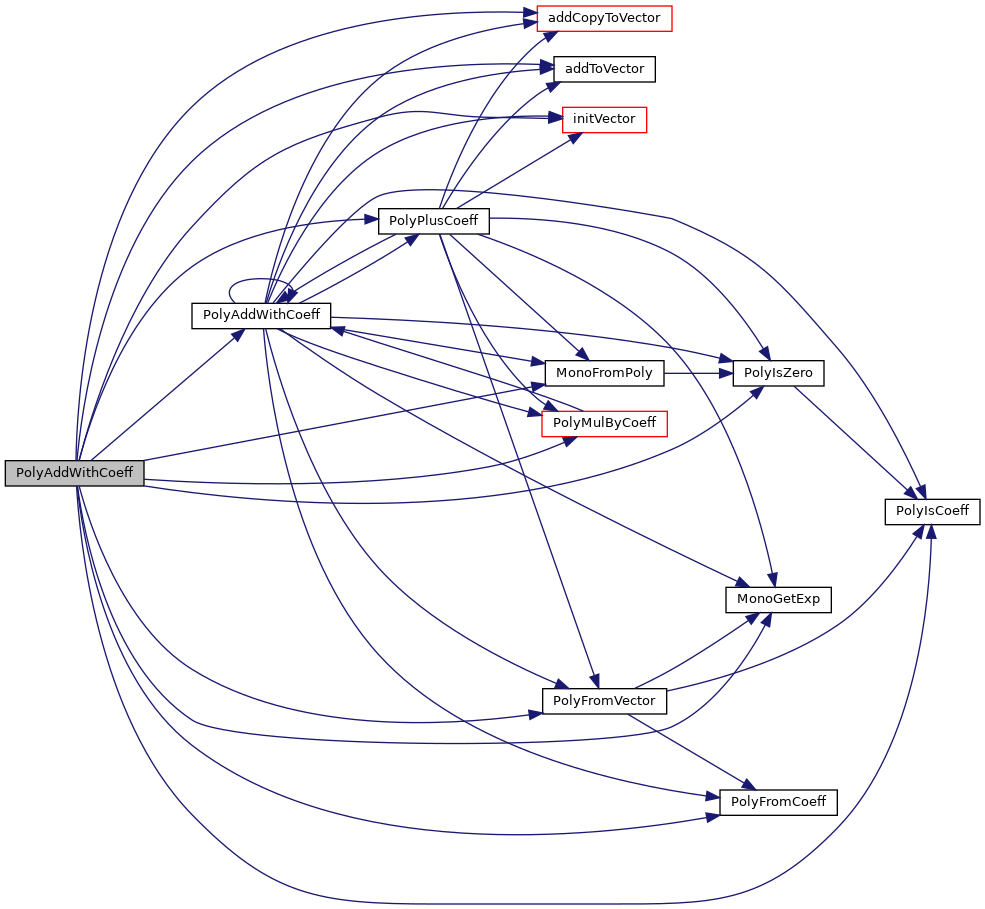 addCopyToVector
addToVector
initVector
PolyPlusCoeff
PolyAddWithCoeff
MonoFromPoly
PolyIsZero
PolyMulByCoeff
PolyAddWithCoeff
PolyIsCoeff
MonoGetExp
PolyFromVector
PolyFromCoeff